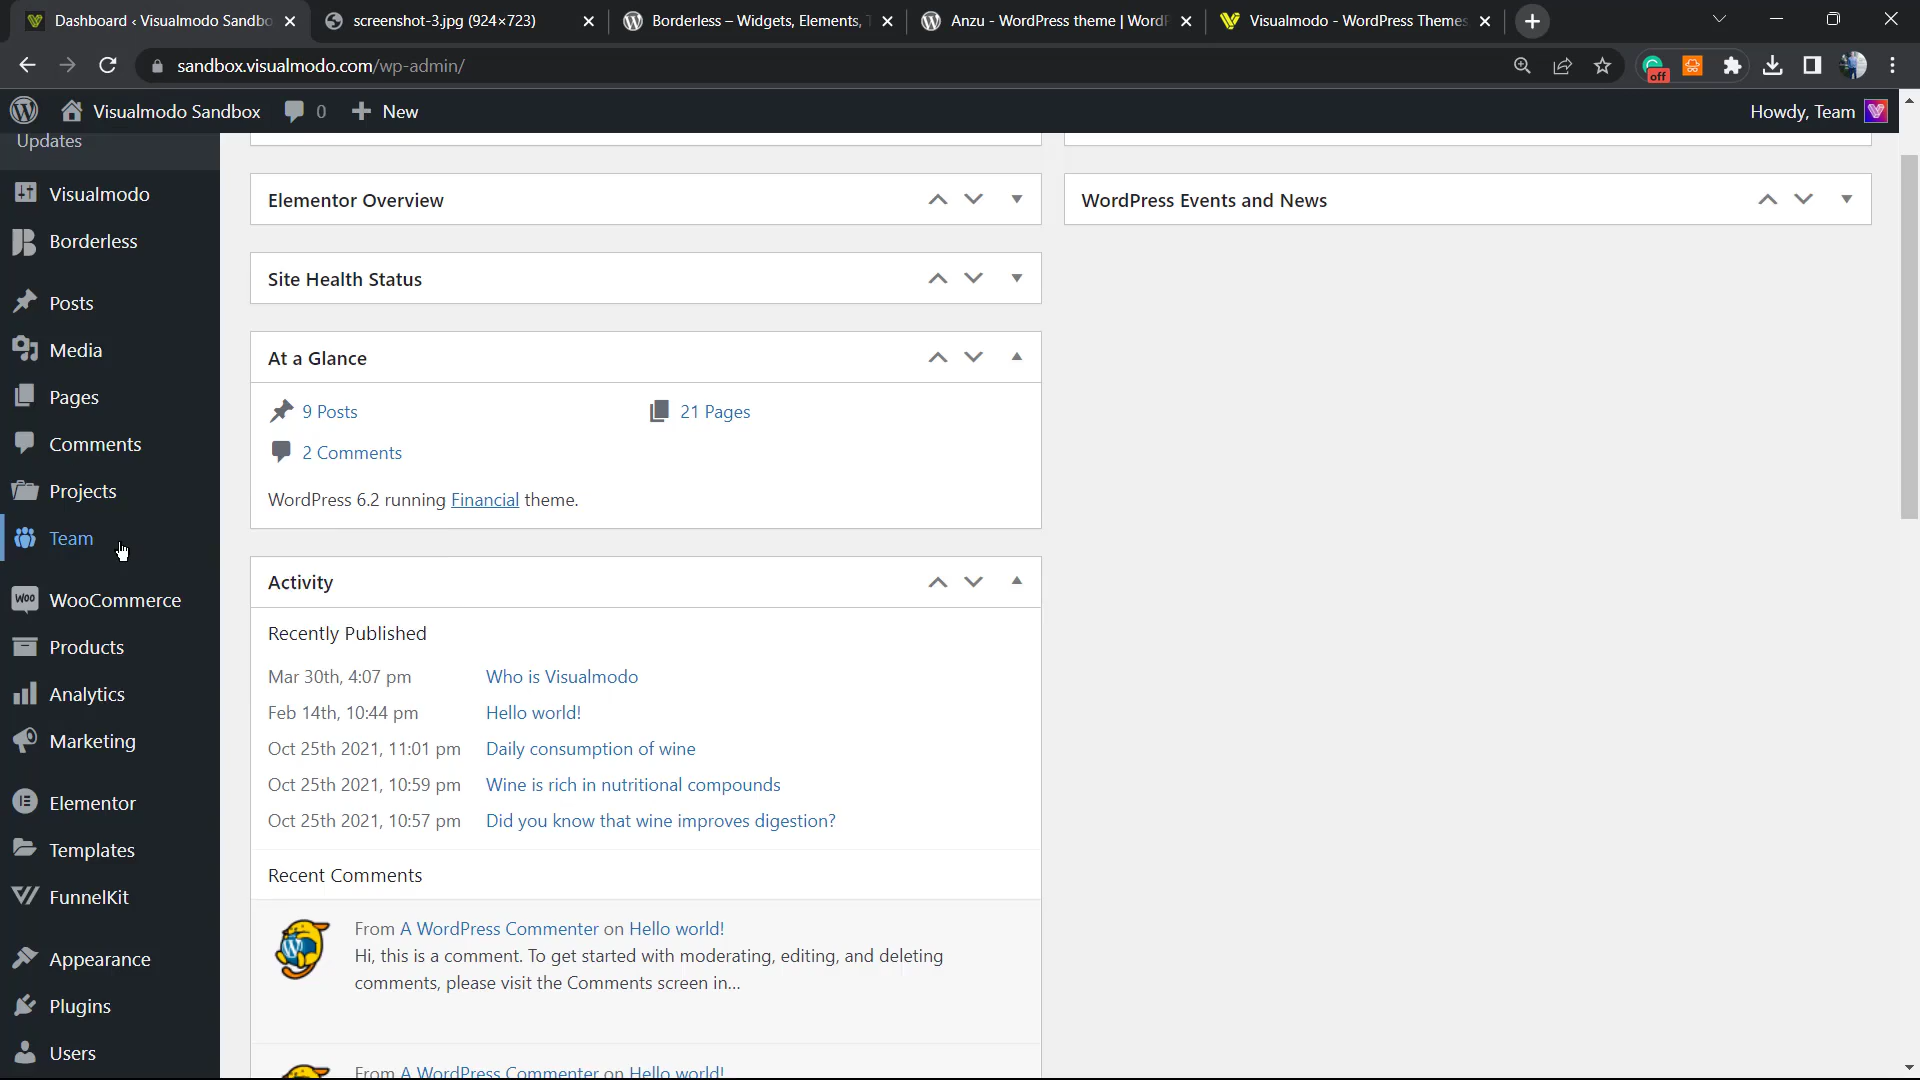 Dashboard ‹ Visualmodo Sandbo
screenshot-3.jpg (924×723)
Borderless – Widgets, Elements, T
Anzu - WordPress theme | WordP
Visualmodo - WordPress Themes
sandbox.visualmodo.com/wp-admin/
off
Visualmodo Sandbox
0
New
Howdy, Team
Updates
Visualmodo
Borderless
Posts
Media
Pages
Comments
Projects
Team
Woo
WooCommerce
Products
Analytics
Marketing
Elementor
Templates
FunnelKit
Appearance
Plugins
Users
Elementor Overview
WordPress Events and News
Site Health Status
At a Glance
9 Posts
21 Pages
2 Comments
WordPress 6.2 running Financial theme.
Activity
Recently Published
Mar 30th, 4:07 pm Who is Visualmodo
Feb 14th, 10:44 pm Hello world!
Oct 25th 2021, 11:01 pm Daily consumption of wine
Oct 25th 2021, 10:59 pm Wine is rich in nutritional compounds
Oct 25th 2021, 10:57 pm Did you know that wine improves digestion?
Recent Comments
From A WordPress Commenter on Hello world!
Hi, this is a comment. To get started with moderating, editing, and deleting
comments, please visit the Comments screen in...
From A WordPress Commenter on Hello world!